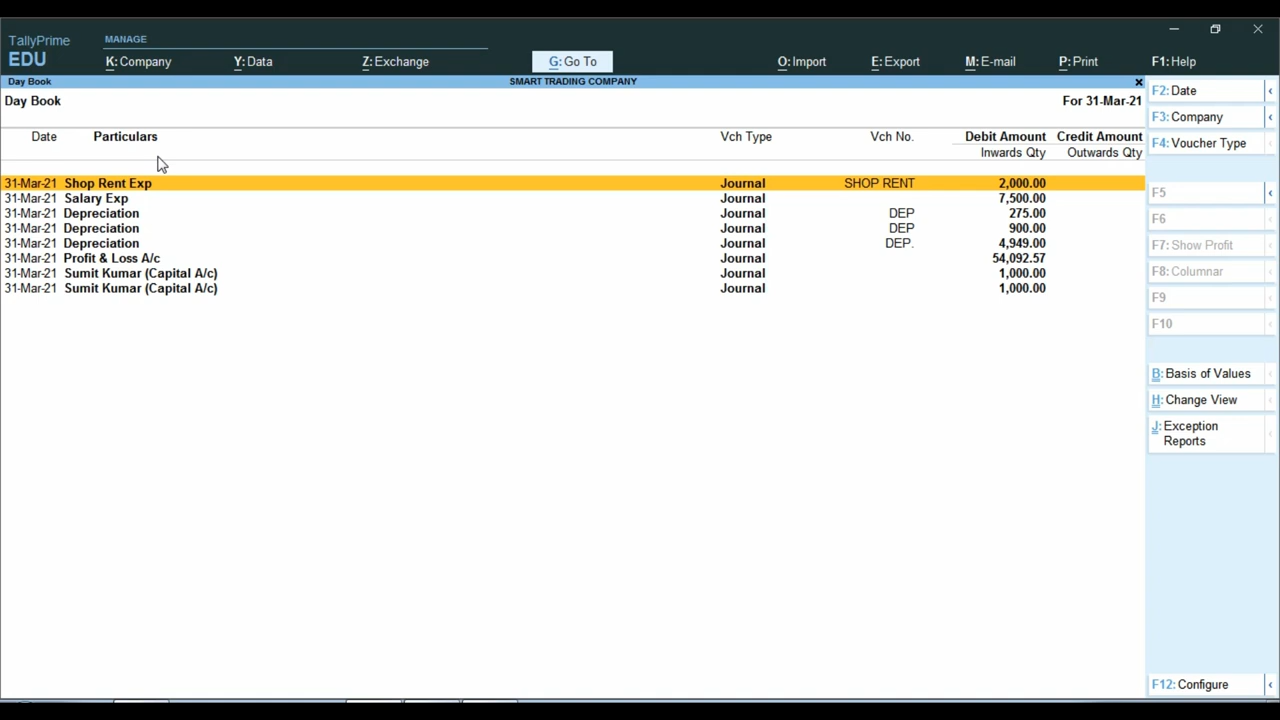 TallyPrime
EDU
MANAGE
K: Company
Y: Data
Z: Exchange
G: Go To
O: Import
E: Export
M: E-mail
P: Print
F1: Help
Day Book
SMART TRADING COMPANY
Day Book
For 31-Mar-21
Date Particulars Vch Type Vch No. Debit Amount Credit Amount
Inwards Qty Outwards Qty
31-Mar-21 Shop Rent Exp Journal SHOP RENT 2,000.00
31-Mar-21 Salary Exp Journal 7,500.00
31-Mar-21 Depreciation Journal DEP 275.00
31-Mar-21 Depreciation Journal DEP 900.00
31-Mar-21 Depreciation Journal DEP. 4,949.00
31-Mar-21 Profit & Loss A/c Journal 54,092.57
31-Mar-21 Sumit Kumar (Capital A/c) Journal 1,000.00
31-Mar-21 Sumit Kumar (Capital A/c) Journal 1,000.00
F2: Date
F3: Company
F4: Voucher Type
F5
F6
F7: Show Profit
F8: Columnar
F9
F10
B: Basis of Values
H: Change View
J: Exception
Reports
F12: Configure